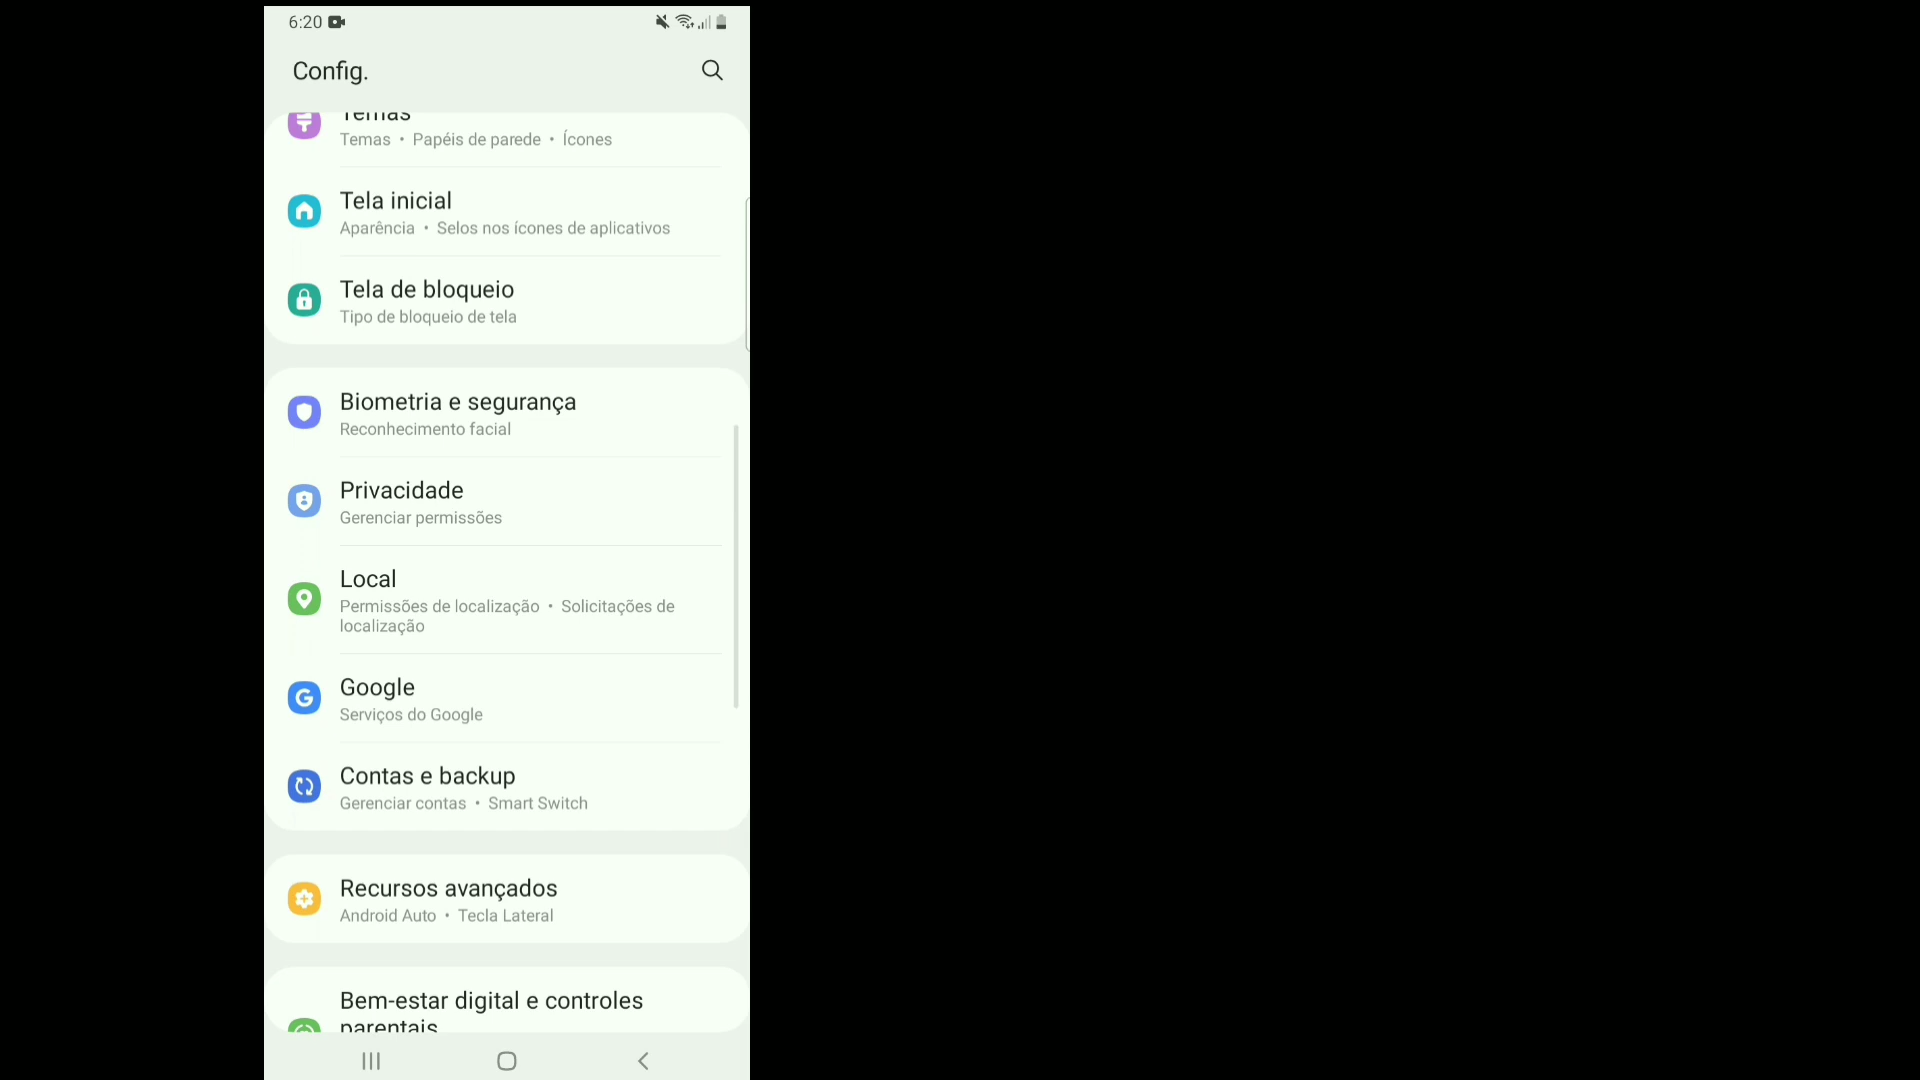 6:20
Config.
Temas
Temas • Papéis de parede • Ícones
Tela inicial
Aparência • Selos nos ícones de aplicativos
Tela de bloqueio
Tipo de bloqueio de tela
Biometria e segurança
Reconhecimento facial
Privacidade
Gerenciar permissões
Local
Permissões de localização • Solicitações de
localização
Google
Serviços do Google
Contas e backup
Gerenciar contas • Smart Switch
Recursos avançados
Android Auto • Tecla Lateral
Bem-estar digital e controles
parentais